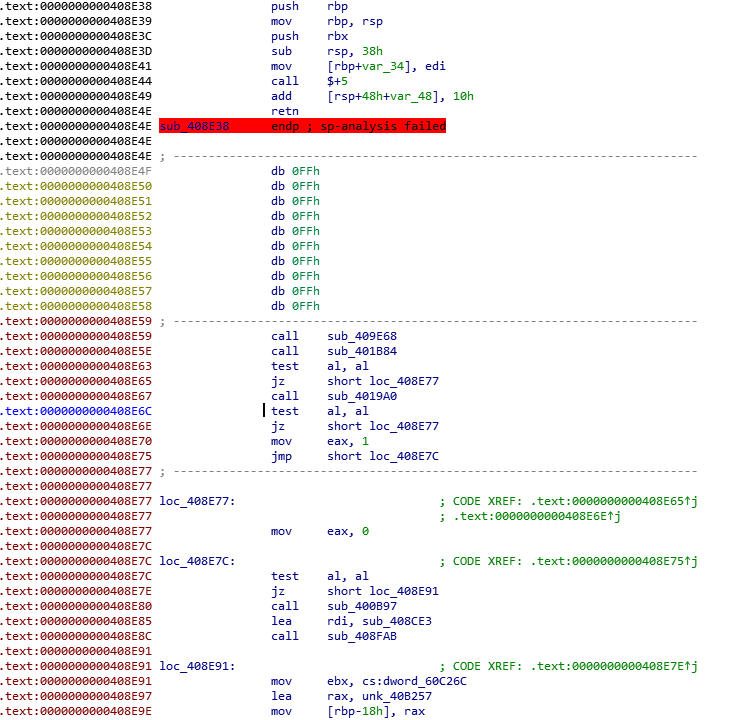 .text:0000000000408E38 push rbp
.text:0000000000408E39 mov rbp, rsp
.text:0000000000408E3C push rbx
.text:0000000000408E3D sub rsp, 38h
.text:0000000000408E41 mov [rbp+var_34], edi
.text:0000000000408E44 call $+5
.text:0000000000408E49 add [rsp+48h+var_48], 10h
.text:0000000000408E4E retn
.text:0000000000408E4E sub_408E38 endp ; sp-analysis failed
.text:0000000000408E4E
.text:0000000000408E4E ; ---------------------------------------------------------------------------
.text:0000000000408E4F db 0FFh
.text:0000000000408E50 db 0FFh
.text:0000000000408E51 db 0FFh
.text:0000000000408E52 db 0FFh
.text:0000000000408E53 db 0FFh
.text:0000000000408E54 db 0FFh
.text:0000000000408E55 db 0FFh
.text:0000000000408E56 db 0FFh
.text:0000000000408E57 db 0FFh
.text:0000000000408E58 db 0FFh
.text:0000000000408E59 ; ---------------------------------------------------------------------------
.text:0000000000408E59 call sub_409E68
.text:0000000000408E5E call sub_401B84
.text:0000000000408E63 test al, al
.text:0000000000408E65 jz short loc_408E77
.text:0000000000408E67 call sub_4019A0
.text:0000000000408E6C test al, al
.text:0000000000408E6E jz short loc_408E77
.text:0000000000408E70 mov eax, 1
.text:0000000000408E75 jmp short loc_408E7C
.text:0000000000408E77 ; ---------------------------------------------------------------------------
.text:0000000000408E77
.text:0000000000408E77 loc_408E77: ; CODE XREF: .text:0000000000408E65↑j
.text:0000000000408E77 ; .text:0000000000408E6E↑j
.text:0000000000408E77 mov eax, 0
.text:0000000000408E7C
.text:0000000000408E7C loc_408E7C: ; CODE XREF: .text:0000000000408E75↑j
.text:0000000000408E7C test al, al
.text:0000000000408E7E jz short loc_408E91
.text:0000000000408E80 call sub_400B97
.text:0000000000408E85 lea rdi, sub_408CE3
.text:0000000000408E8C call sub_408FAB
.text:0000000000408E91
.text:0000000000408E91 loc_408E91: ; CODE XREF: .text:0000000000408E7E↑j
.text:0000000000408E91 mov ebx, cs:dword_60C26C
.text:0000000000408E97 lea rax, unk_40B257
.text:0000000000408E9E mov [rbp-18h], rax